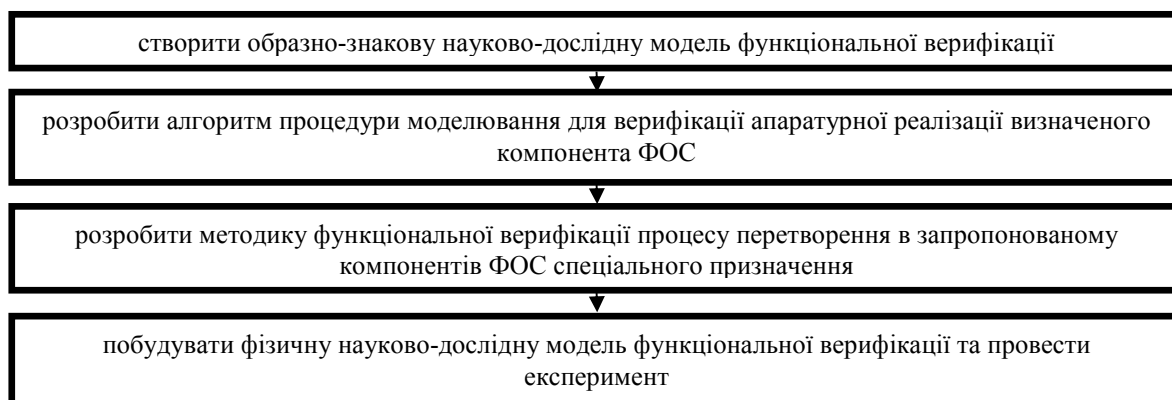 створити образно-знакову науково-дослідну модель функціональної верифікації
розробити алгоритм процедури моделювання для верифікації апаратурної реалізації визначеного
компонента ФОС
розробити методику функціональної верифікації процесу перетворення в запропонованому
компонентів ФОС спеціального призначення
побудувати фізичну науково-дослідну модель функціональної верифікації та провести
експеримент